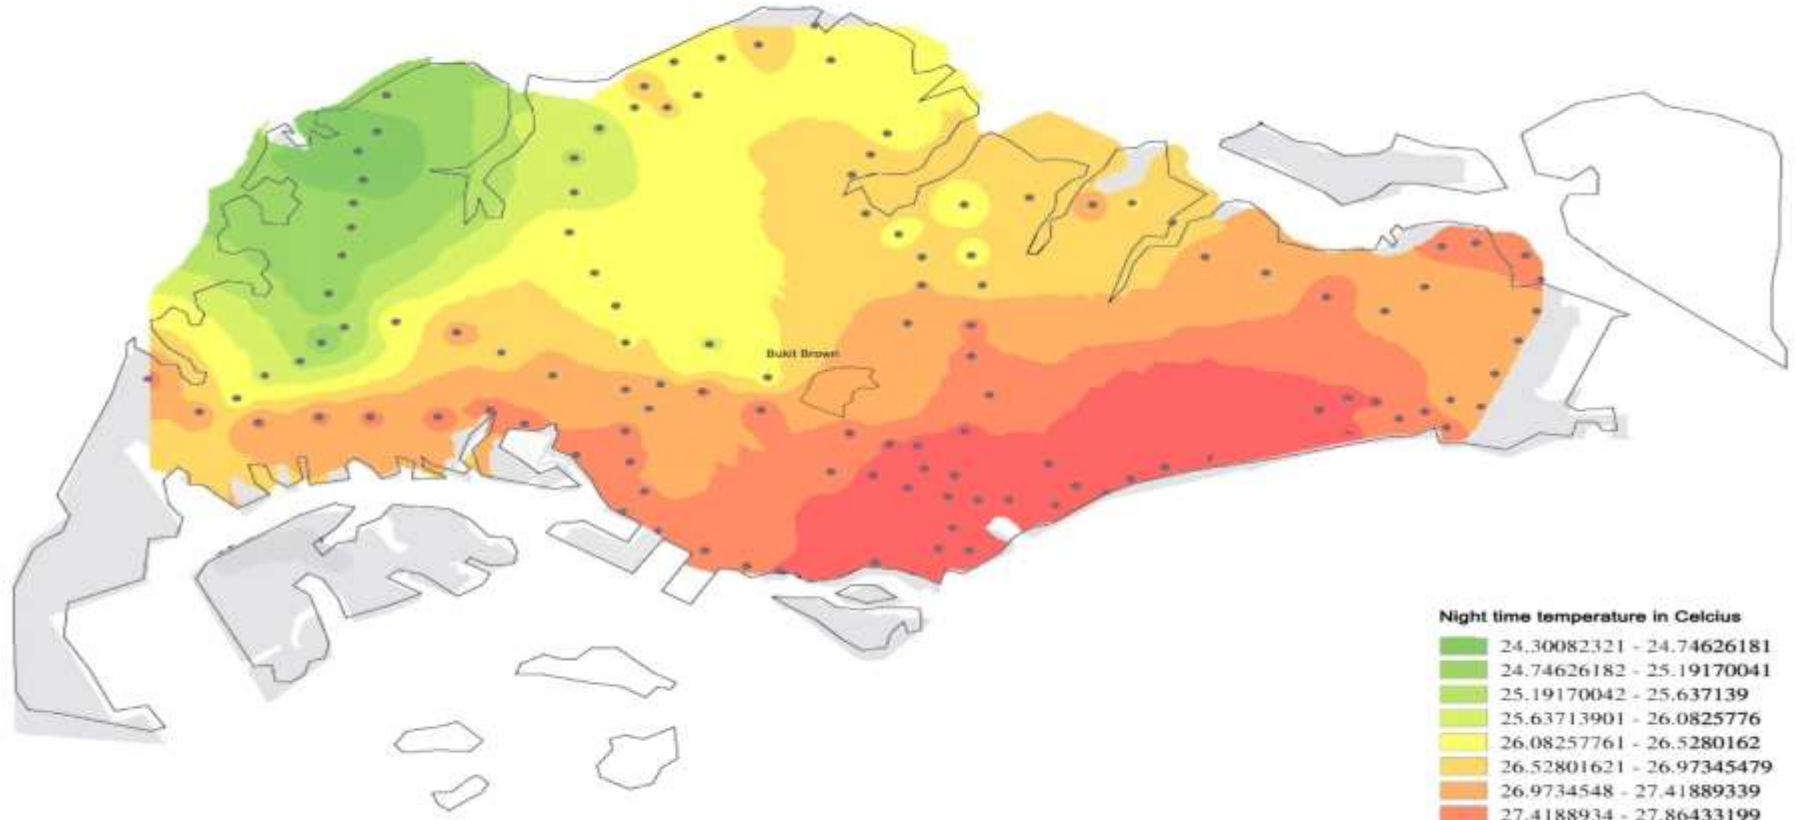 Bukit Brown
Night time temperature in Celcius
24.30082321 - 24.74626181
24.74626182 - 25.19170041
25.19170042 - 25.637139
25.63713901 - 26.0825776
26.08257761 - 26.5280162
26.52801621 - 26.97345479
26.9734548 - 27.41889339
27.4188934 - 27.86433199